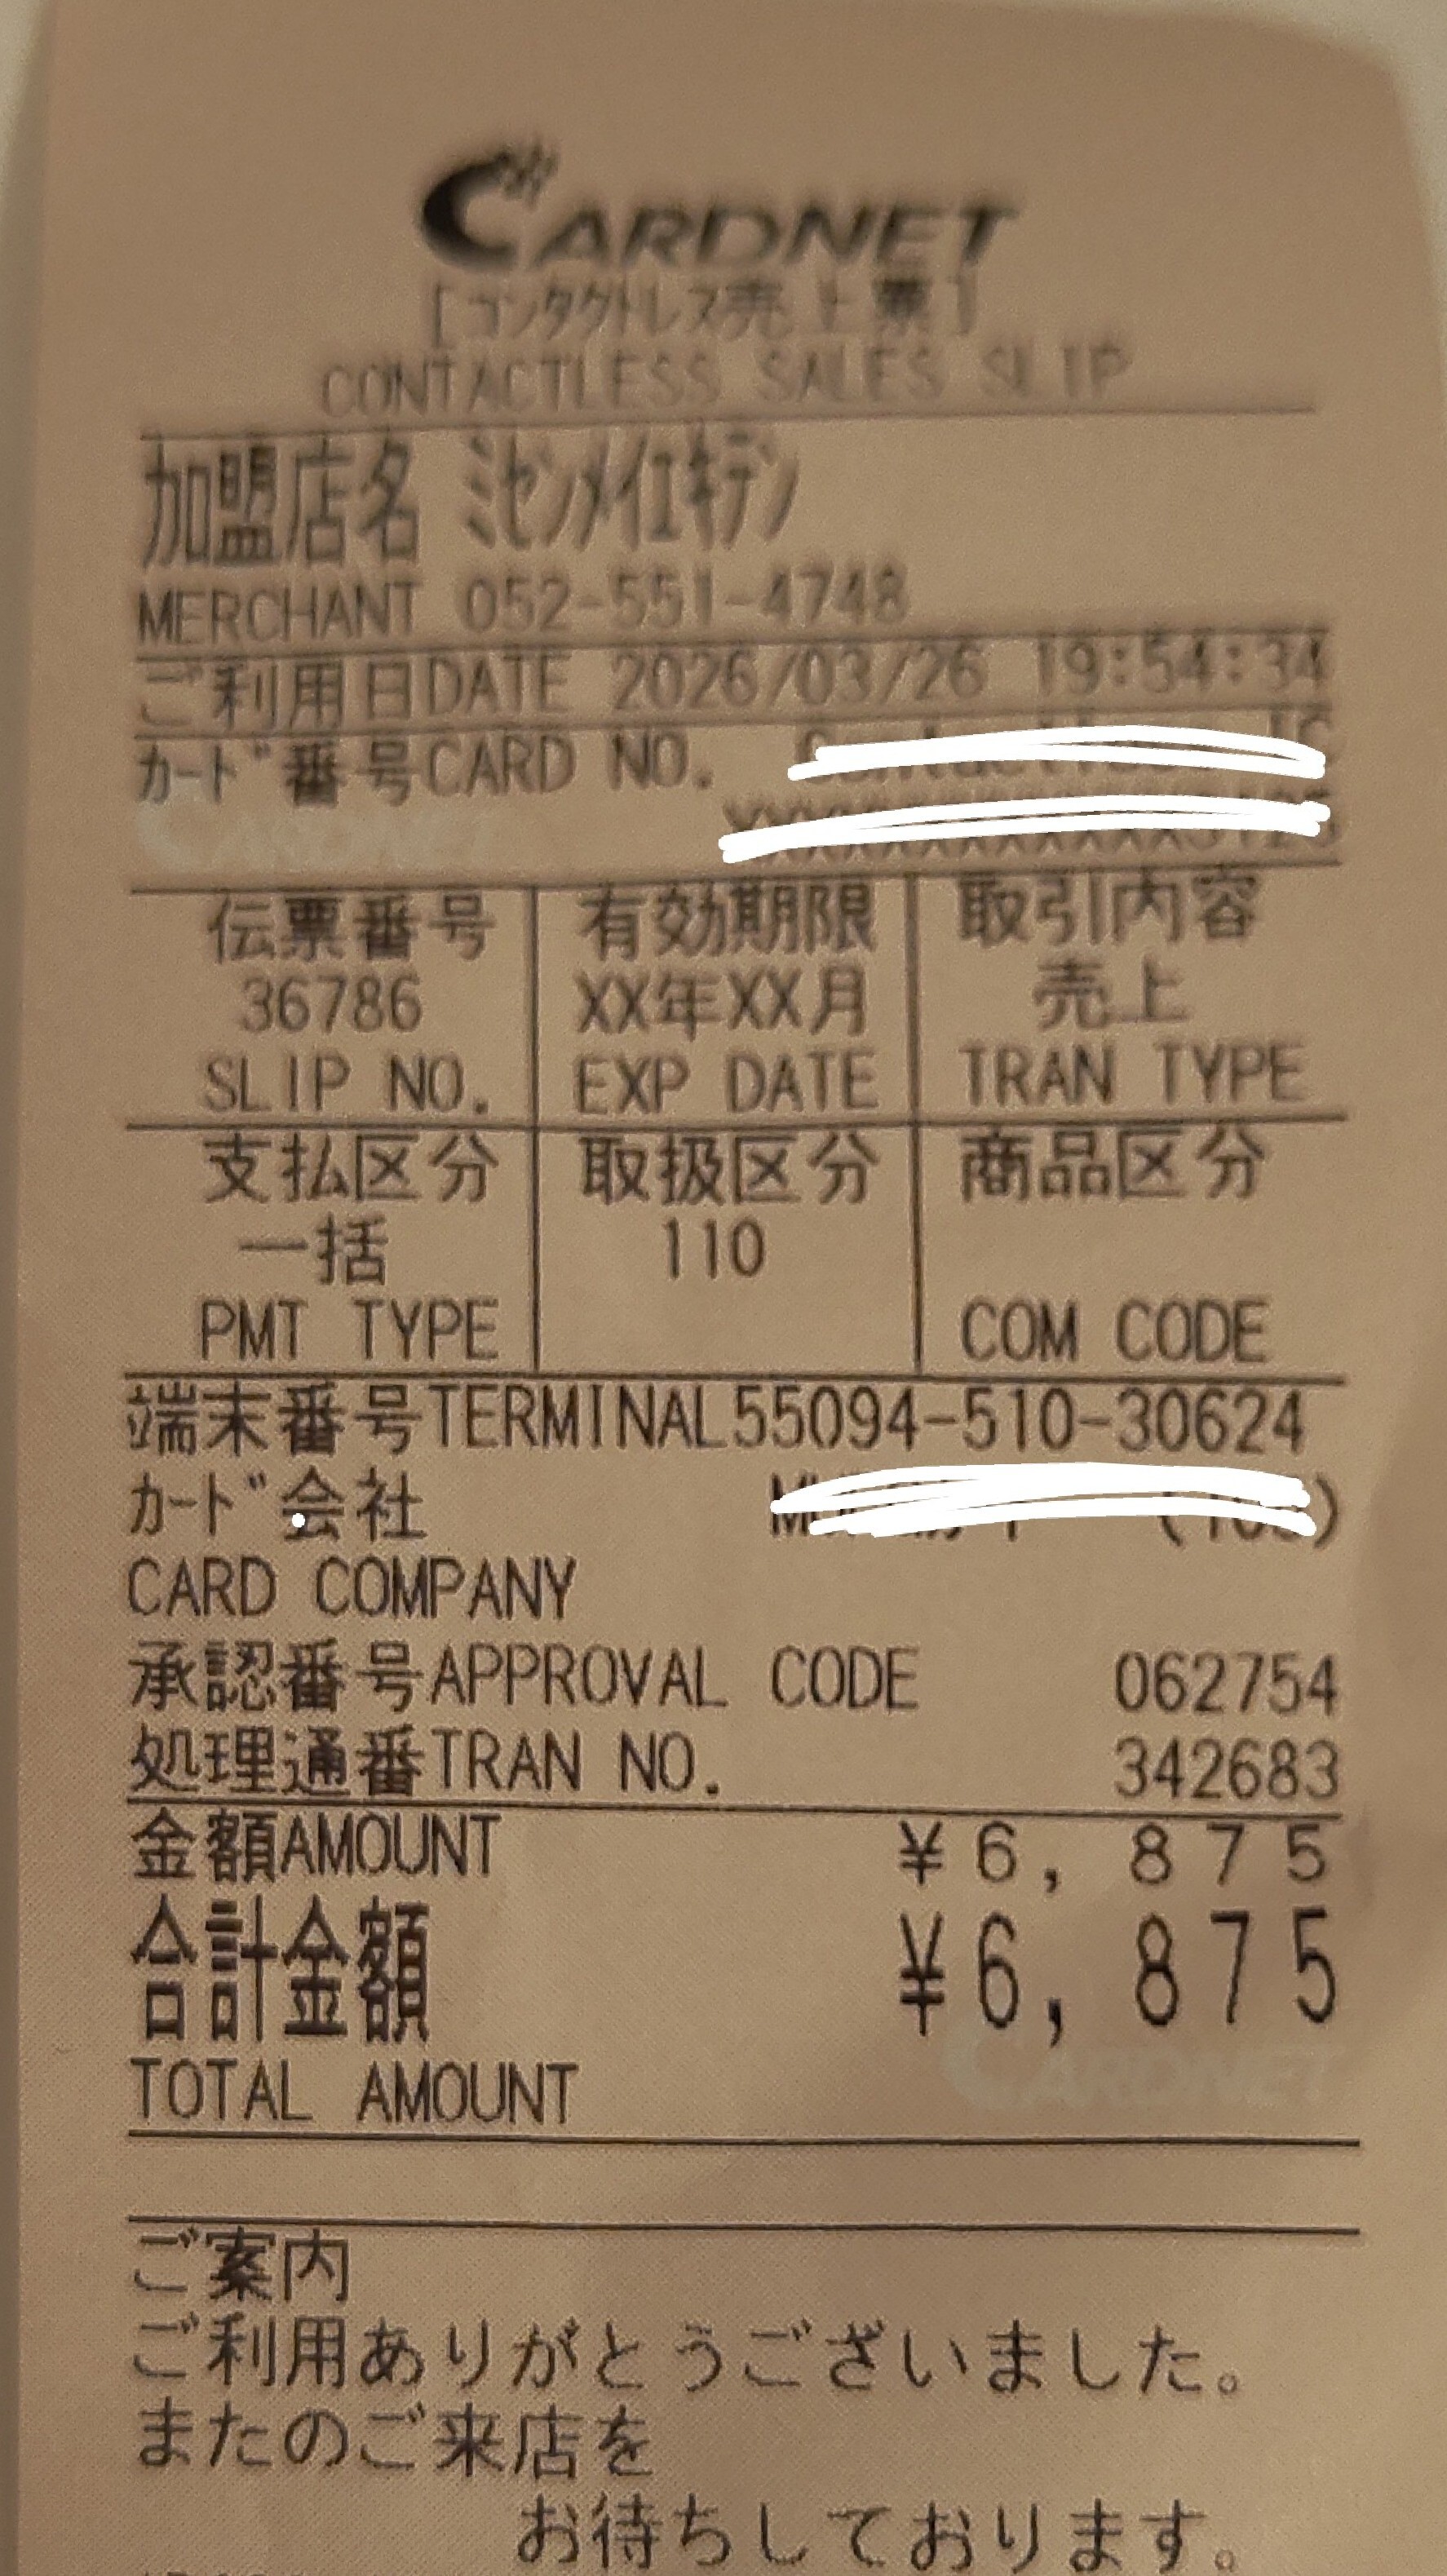 CARDNET
[コンタクトレス売上票]
CONTACTLESS SALES SLIP
加盟店名 ミセンメイエキテン
MERCHANT 052-551-4748
ご利用日DATE 2026/03/26 19:54:34
カード番号CARD NO.
CARDNET
伝票番号 有効期限 取引内容
36786 XX年XX月 売上
SLIP NO. EXP DATE TRAN TYPE
支払区分 取扱区分 商品区分
一括 110
PMT TYPE COM CODE
端末番号TERMINAL55094-510-30624
カード会社
CARD COMPANY
承認番号APPROVAL CODE 062754
処理通番TRAN NO. 342683
金額AMOUNT ¥6,875
合計金額 ¥6,875
TOTAL AMOUNT
CARDNET
ご案内
ご利用ありがとうございました。
またのご来店を
お待ちしております。